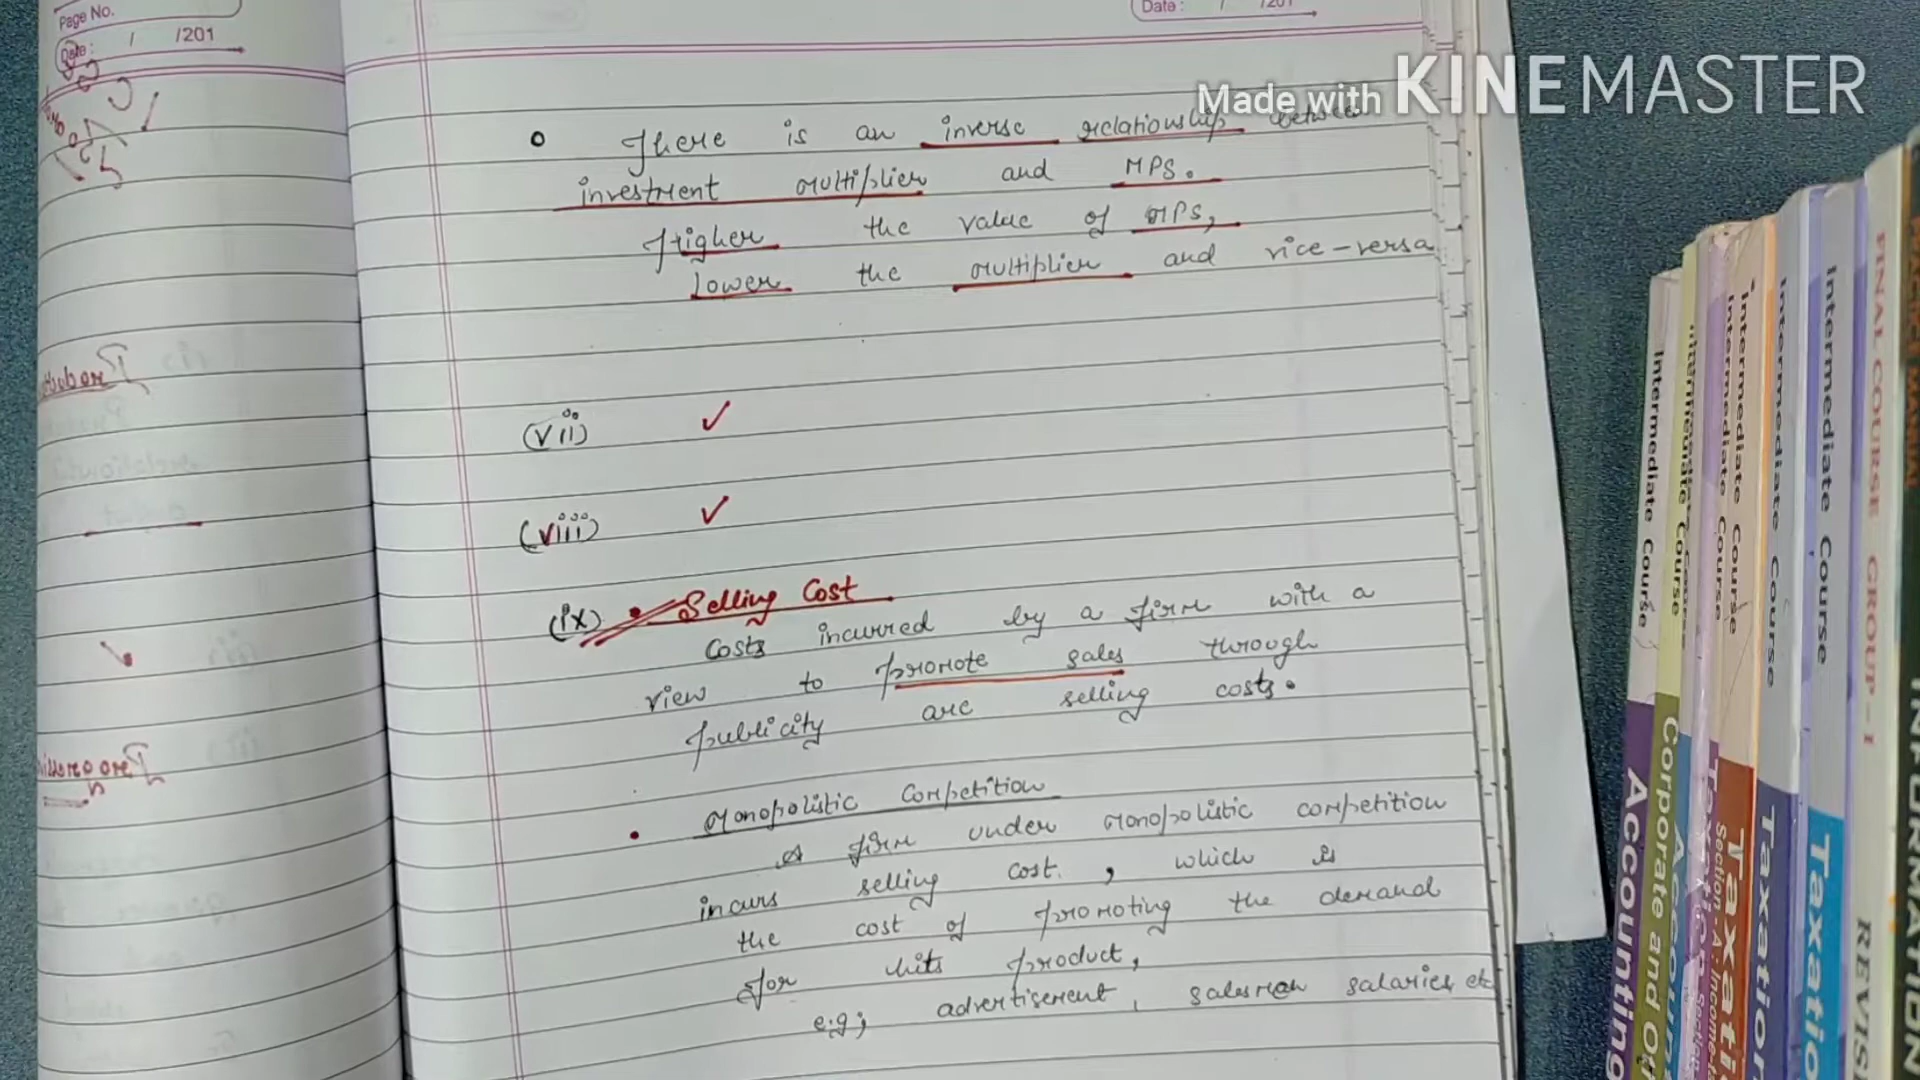 Page No.
Date : / /201
Date : / /201
Made with KINEMASTER
There is an inverse relationship between
investment multiplier and MPS.
Higher the value of MPS,
Lower the multiplier and vice-versa
(vii) ✓
(viii) ✓
(ix) • Selling Cost
Costs incurred by a firm with a
view to promote sales through
publicity are selling costs.
• Monopolistic Competition
A firm under monopolistic competition
incurs selling cost, which is
the cost of promoting the demand
for its product,
e.g; advertisement, salesman salaries etc
Intermediate Course
Intermediate Course
Intermediate Course
Intermediate Course
Intermediate Course
Intermediate Course
FINAL COURSE GROUP - I
Accounting
Corporate and
Taxation
Taxation
REVIS
INFORMATION